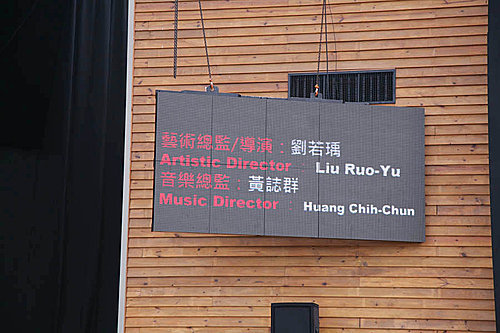 藝術總監/導演：劉若瑀
Artistic Director Liu Ruo-Yu
音樂總監：黃誌群
Music Director Huang Chih-Chun